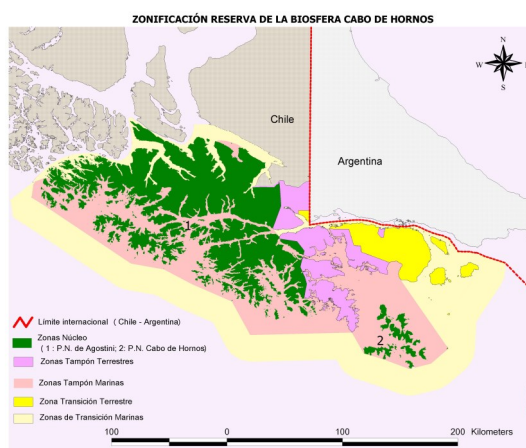 ZONIFICACIÓN RESERVA DE LA BIOSFERA CABO DE HORNOS
N
W E
S
Chile
Argentina
1
2
Límite internacional ( Chile - Argentina)
Zonas Núcleo
( 1 : P.N. de Agostini; 2: P.N. Cabo de Hornos)
Zonas Tampón Terrestres
Zonas Tampón Marinas
Zona Transición Terrestre
Zonas de Transición Marinas
100 0 100 200 Kilometers